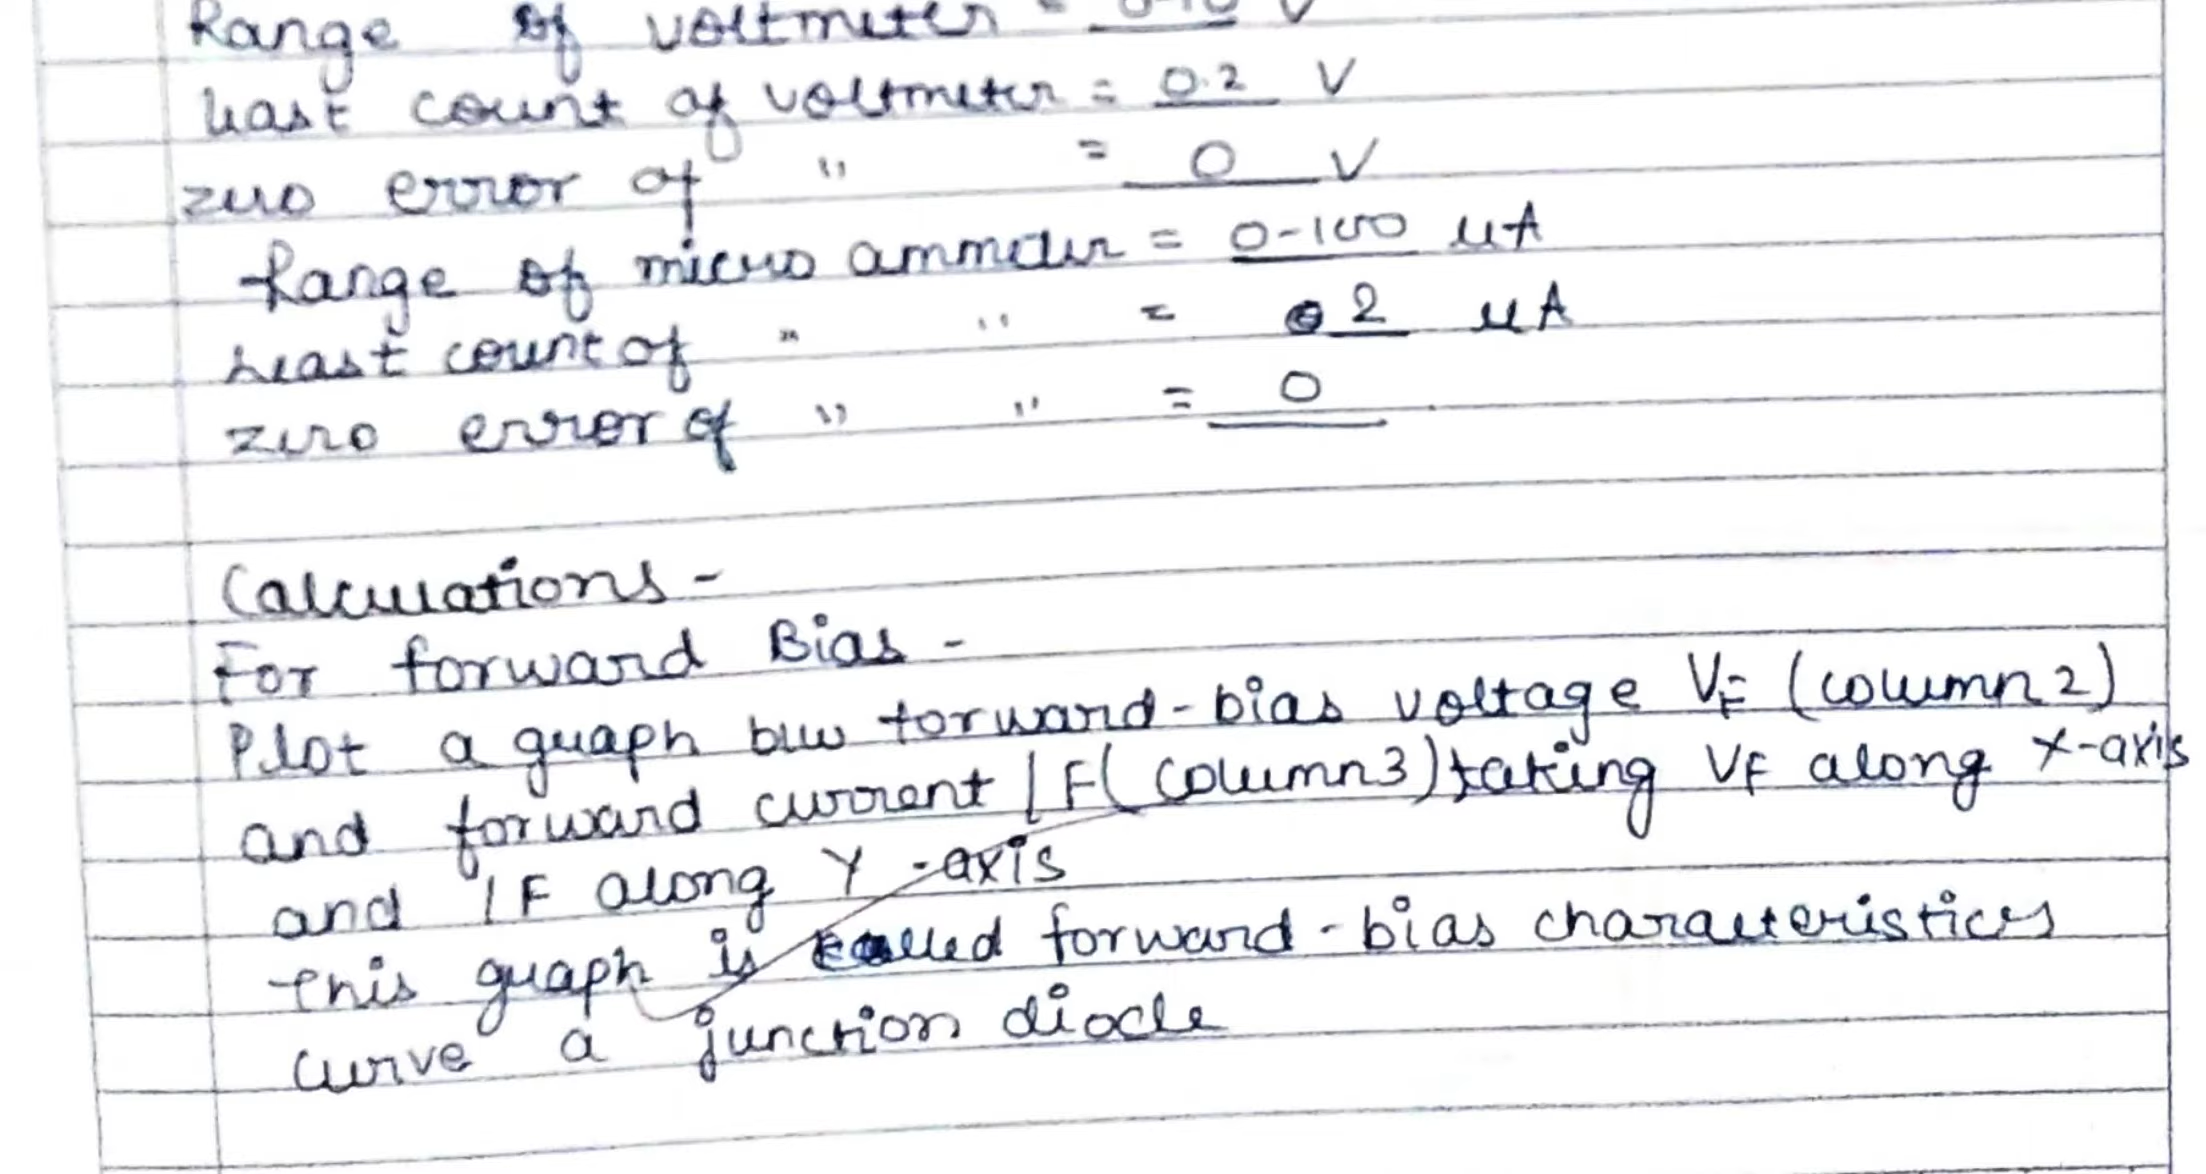 Range of voltmeter = 0-10 V
least count of voltmeter = 0.2 V
zero error of " = 0 V
Range of micro ammeter = 0-100 μA
Least count of " " = 2 μA
zero error of " " = 0
Calculations -
For forward Bias -
Plot a graph b/w forward-bias voltage VF (column 2)
and forward current IF (column 3) taking VF along X-axis
and IF along Y-axis
This graph is called forward-bias characteristics
curve a junction diode